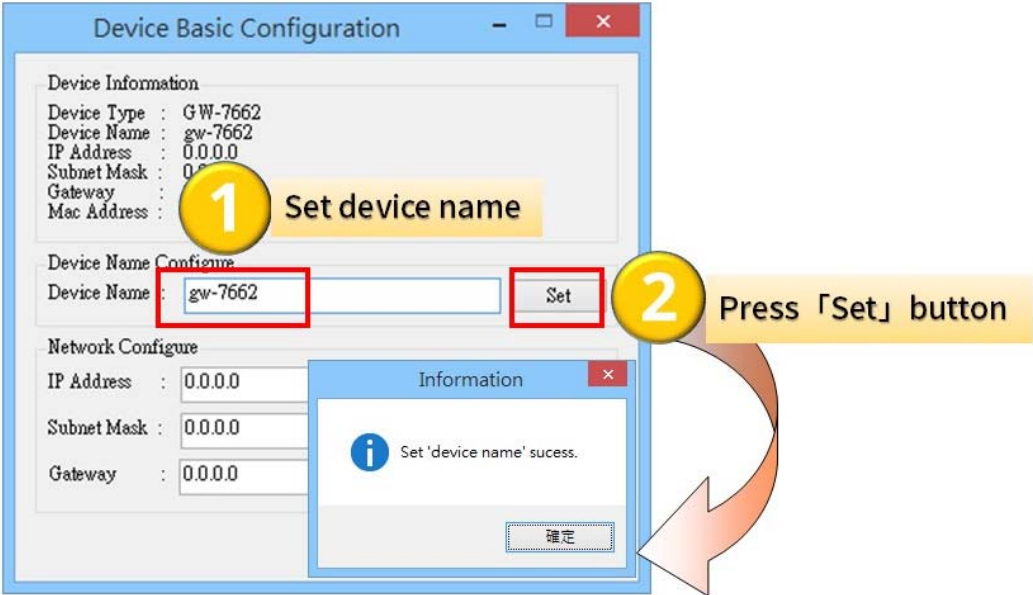 Device Basic Configuration
Device Information
Device Type : GW-7662
Device Name : gw-7662
IP Address : 0.0.0.0
Subnet Mask :
Gateway :
Mac Address :
1 Set device name
Device Name Configure
Device Name : gw-7662 Set
2 Press「Set」button
Network Configure
IP Address : 0.0.0.0
Subnet Mask : 0.0.0.0
Gateway : 0.0.0.0
Information
Set 'device name' sucess.
確定